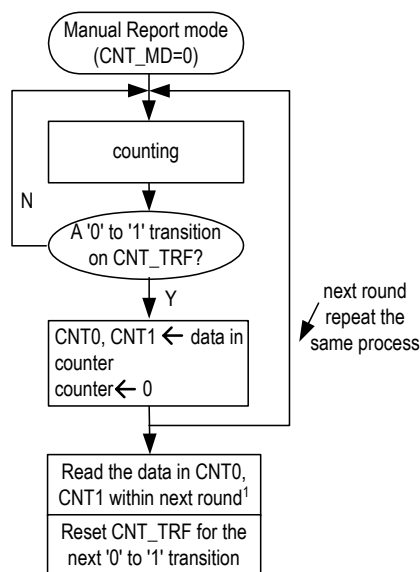 Manual Report mode
(CNT_MD=0)
counting
N
A '0' to '1' transition
on CNT_TRF?
Y
CNT0, CNT1 ← data in
counter
counter← 0
next round
repeat the
same process
Read the data in CNT0,
CNT1 within next round¹
Reset CNT_TRF for the
next '0' to '1' transition